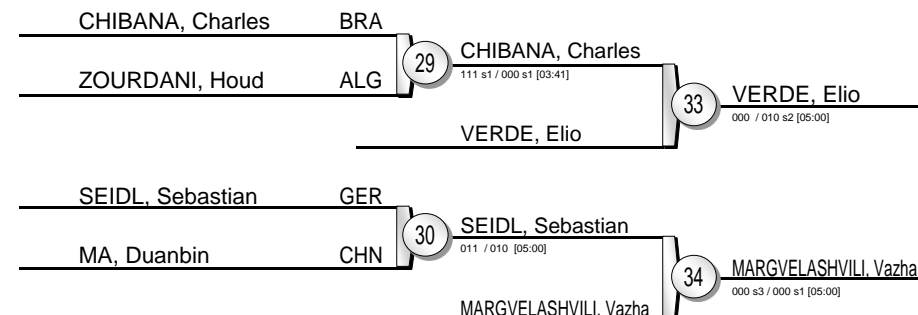 CHIBANA, Charles BRA
29
CHIBANA, Charles
111 s1 / 000 s1 [03:41]
ZOURDANI, Houd ALG
33
VERDE, Elio
000 / 010 s2 [05:00]
VERDE, Elio
SEIDL, Sebastian GER
30
SEIDL, Sebastian
011 / 010 [05:00]
MA, Duanbin CHN
34
MARGVELASHVILI, Vazha
000 s3 / 000 s1 [05:00]
MARGVELASHVILI, Vazha